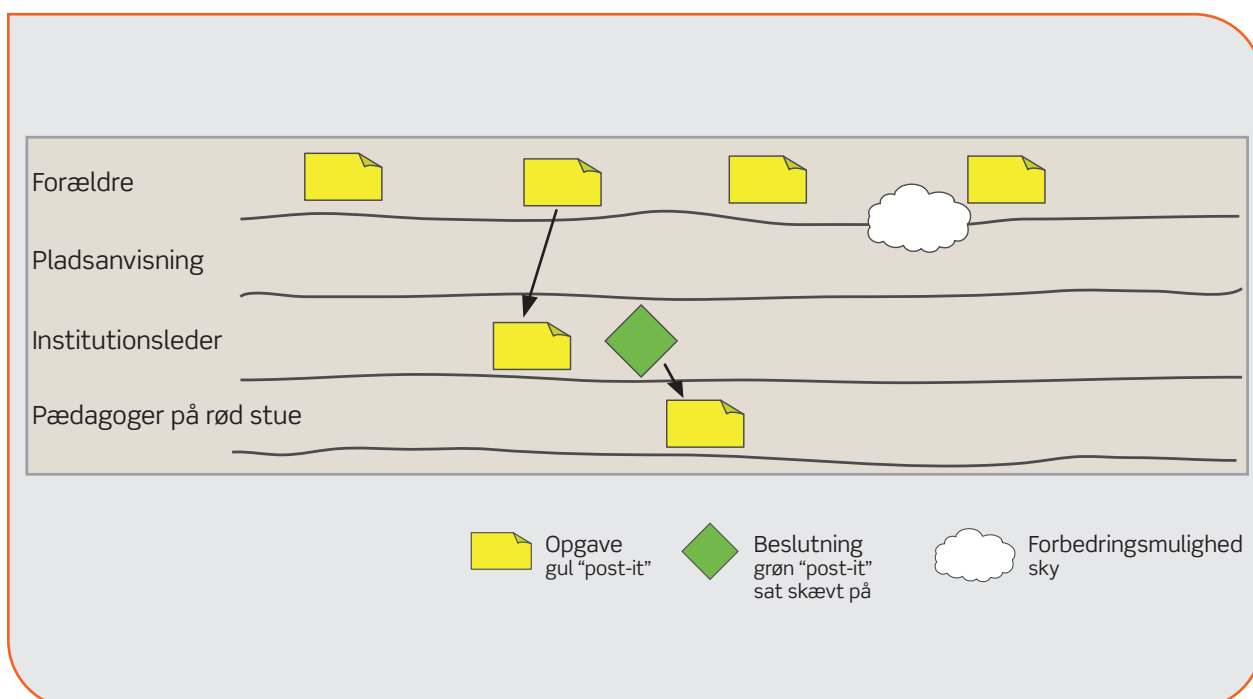 Forældre
Pladsanvisning
Institutionsleder
Pædagoger på rød stue
Opgave
gul “post-it”
Beslutning
grøn “post-it”
sat skævt på
Forbedringsmulighed
sky